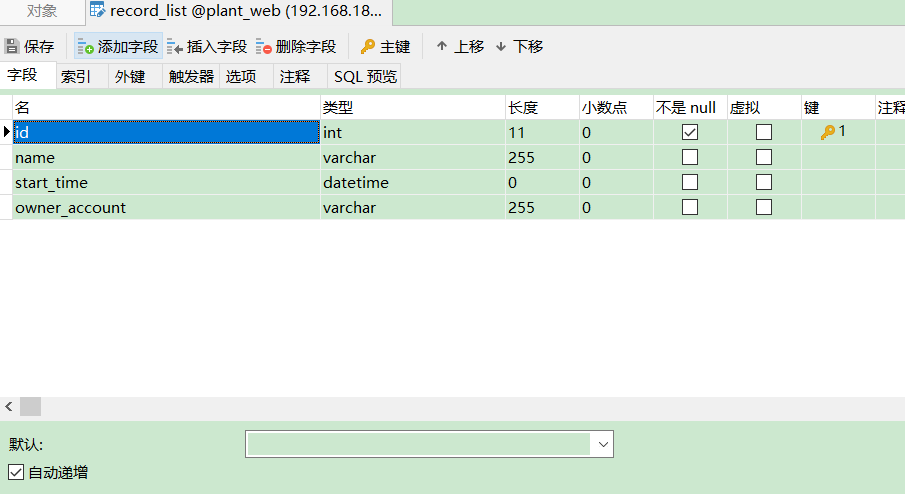 对象 record_list @plant_web (192.168.18...
保存 添加字段 插入字段 删除字段 主键 上移 下移
字段 索引 外键 触发器 选项 注释 SQL 预览
名 类型 长度 小数点 不是 null 虚拟 键 注释
id int 11 0 1
name varchar 255 0
start_time datetime 0 0
owner_account varchar 255 0
默认:
自动递增